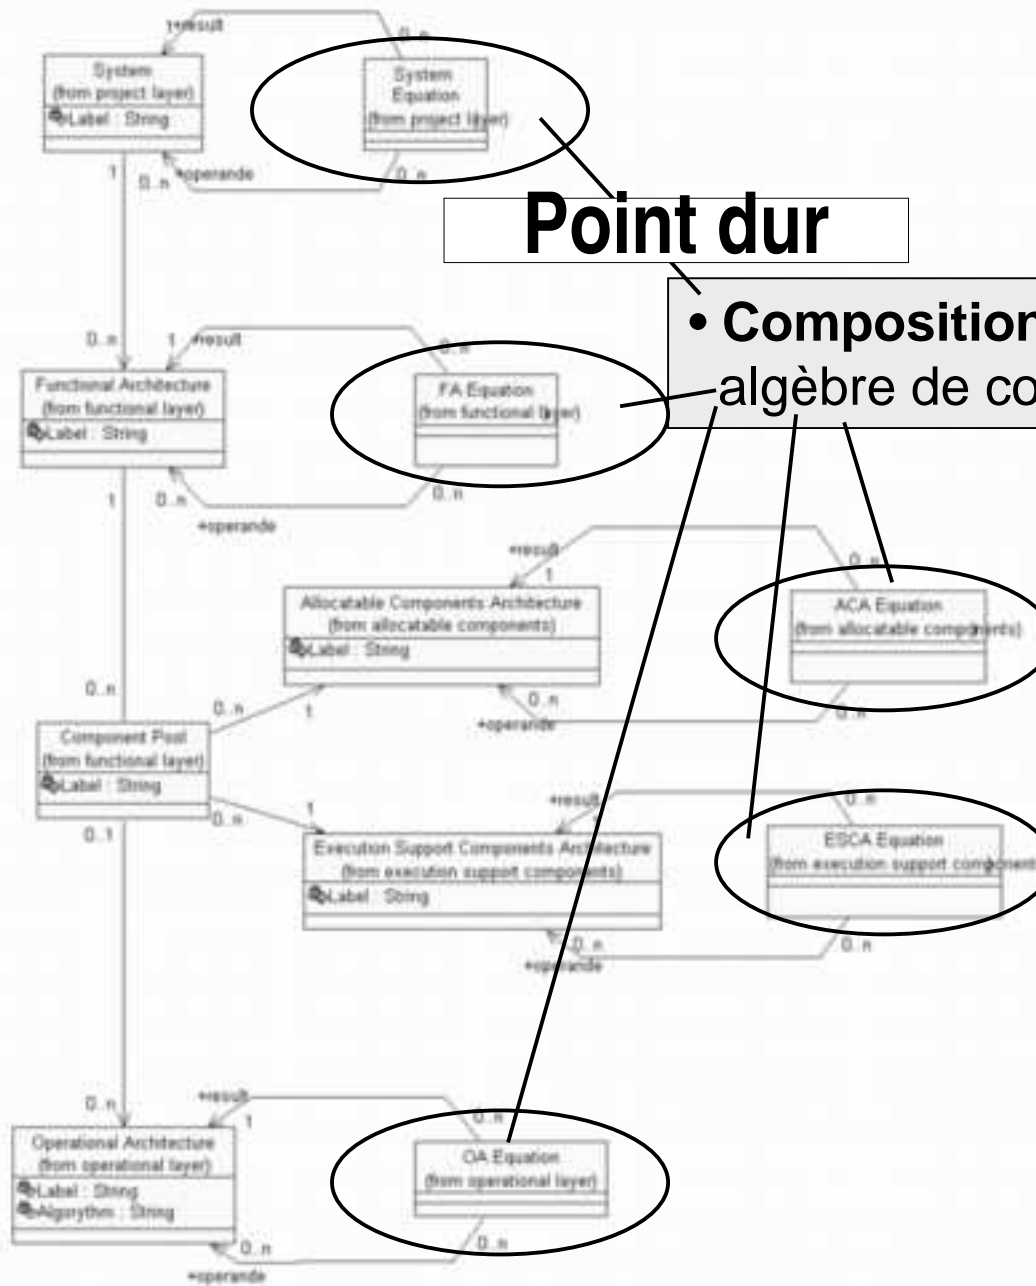 1
+result
0..n
System
(from project layer)
Label : String
System
Equation
(from project layer)
1
0..n
+operande
0..n
Point dur
• Composition
algèbre de co
0..n
1
+result
0..n
Functional Architecture
(from functional layer)
Label : String
FA Equation
(from functional layer)
1
0..n
0..n
+operande
+result
1
0..n
Allocatable Components Architecture
(from allocatable components)
Label : String
ACA Equation
(from allocatable components)
0..n
0..n
1
0..n
+operande
0..n
Component Pool
(from functional layer)
Label : String
0..1
0..n
1
+result
1
0..n
Execution Support Components Architecture
(from execution support components)
Label : String
ESCA Equation
(from execution support component
0..n
+operande
0..n
0..n
+result
1
0..n
Operational Architecture
(from operational layer)
Label : String
Algorythm : String
OA Equation
(from operational layer)
0..n
0..n
+operande